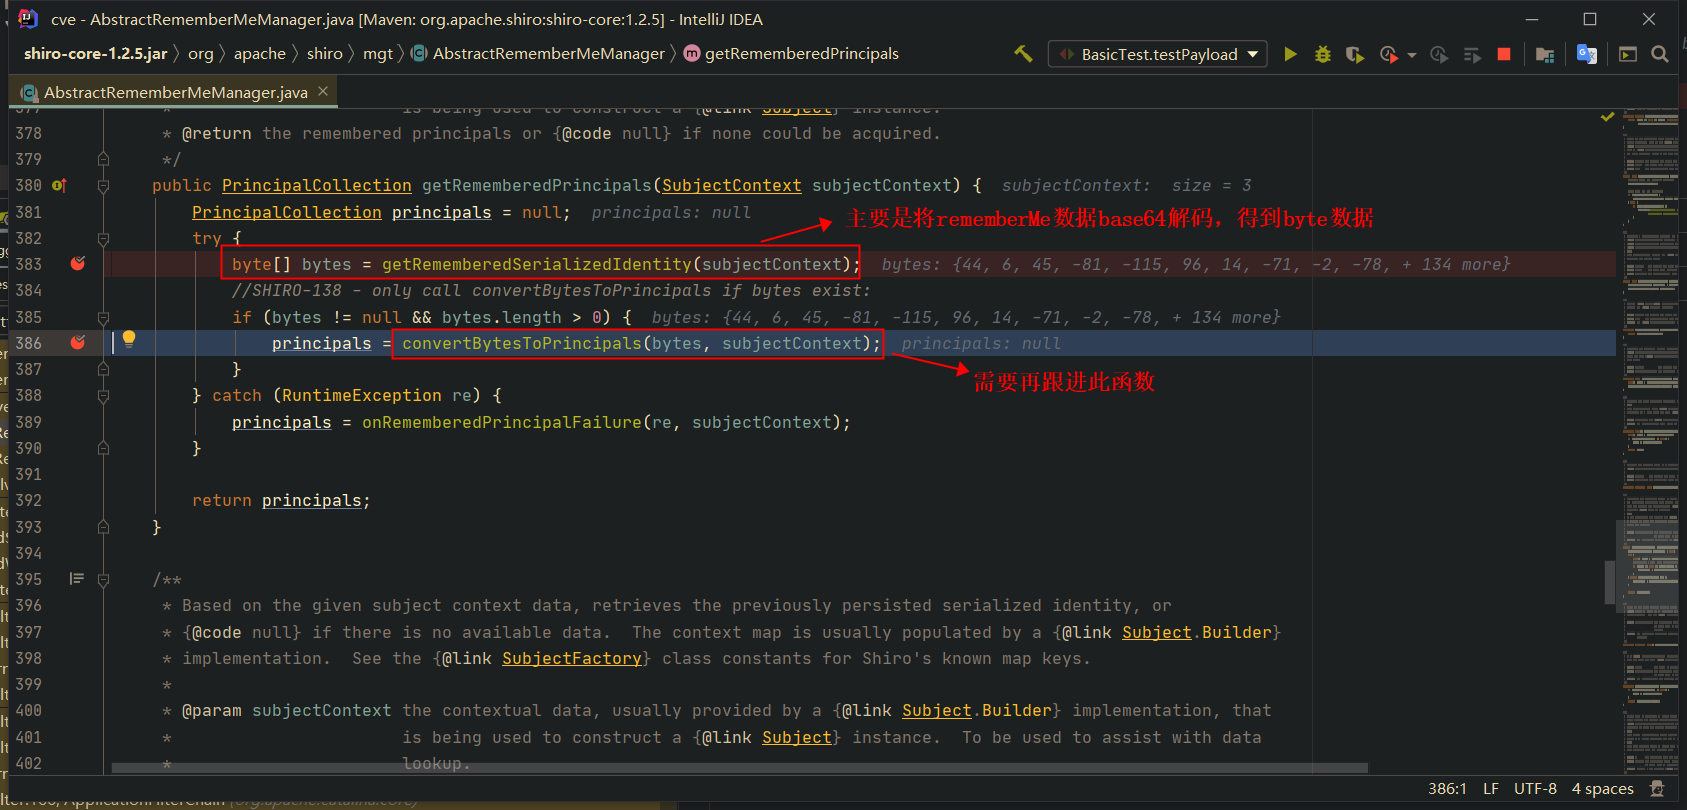 cve - AbstractRememberMeManager.java [Maven: org.apache.shiro:shiro-core:1.2.5] - IntelliJ IDEA
shiro-core-1.2.5.jar 〉 org 〉 apache 〉 shiro 〉 mgt 〉 AbstractRememberMeManager 〉 getRememberedPrincipals
BasicTest.testPayload
AbstractRememberMeManager.java ×
377 * is being used to construct a {@link Subject} instance.
378 * @return the remembered principals or {@code null} if none could be acquired.
379 */
380 public PrincipalCollection getRememberedPrincipals(SubjectContext subjectContext) { subjectContext: size = 3
381 PrincipalCollection principals = null; principals: null
主要是将rememberMe数据base64解码，得到byte数据
382 try {
383 byte[] bytes = getRememberedSerializedIdentity(subjectContext); bytes: {44, 6, 45, -81, -115, 96, 14, -71, -2, -78, + 134 more}
384 //SHIRO-138 - only call convertBytesToPrincipals if bytes exist:
385 if (bytes != null && bytes.length > 0) { bytes: {44, 6, 45, -81, -115, 96, 14, -71, -2, -78, + 134 more}
386 principals = convertBytesToPrincipals(bytes, subjectContext); principals: null
387 }
需要再跟进此函数
388 } catch (RuntimeException re) {
389 principals = onRememberedPrincipalFailure(re, subjectContext);
390 }
391
392 return principals;
393 }
394
395 /**
396 * Based on the given subject context data, retrieves the previously persisted serialized identity, or
397 * {@code null} if there is no available data.  The context map is usually populated by a {@link Subject.Builder}
398 * implementation.  See the {@link SubjectFactory} class constants for Shiro's known map keys.
399 *
400 * @param subjectContext the contextual data, usually provided by a {@link Subject.Builder} implementation, that
401 * is being used to construct a {@link Subject} instance.  To be used to assist with data
402 * lookup.
386:1 LF UTF-8 4 spaces